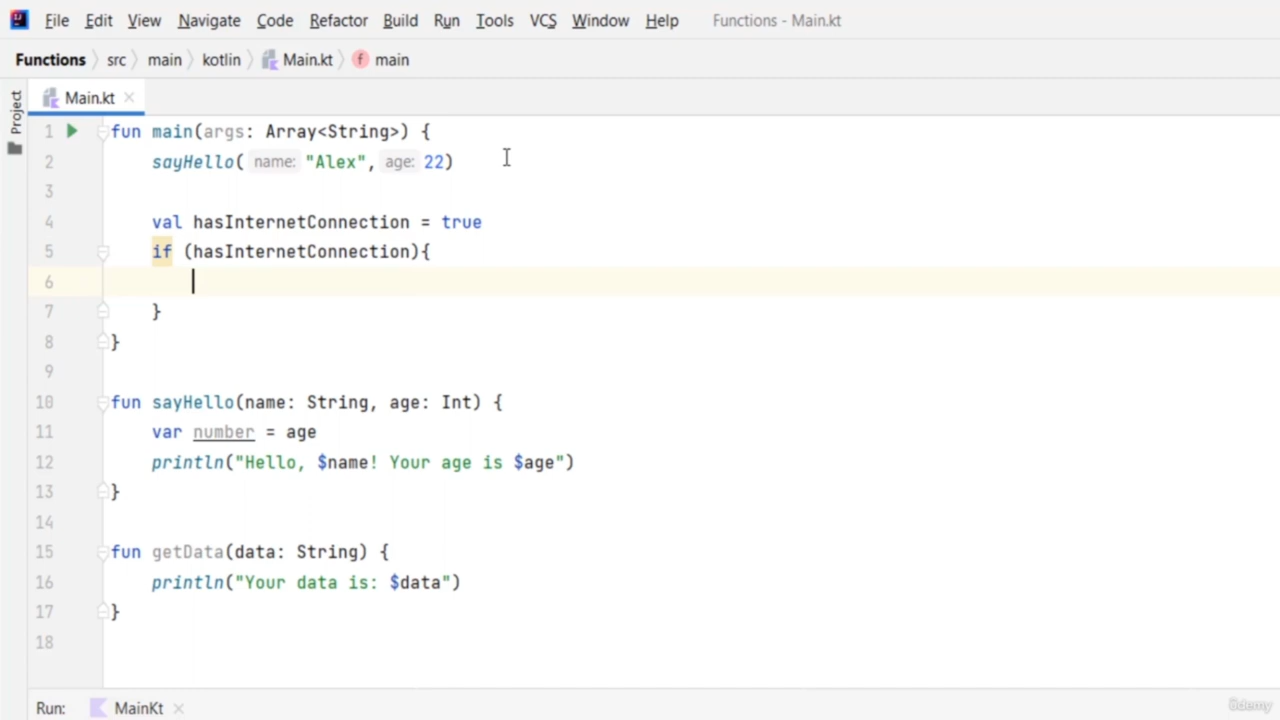 File Edit View Navigate Code Refactor Build Run Tools VCS Window Help Functions - Main.kt
Functions src main kotlin Main.kt f main
Project
Main.kt
1 fun main(args: Array<String>) {
2 sayHello( name: "Alex", age: 22)
3
4 val hasInternetConnection = true
5 if (hasInternetConnection){
6
7 }
8 }
9
10 fun sayHello(name: String, age: Int) {
11 var number = age
12 println("Hello, $name! Your age is $age")
13 }
14
15 fun getData(data: String) {
16 println("Your data is: $data")
17 }
18
Run: MainKt
ûdemy